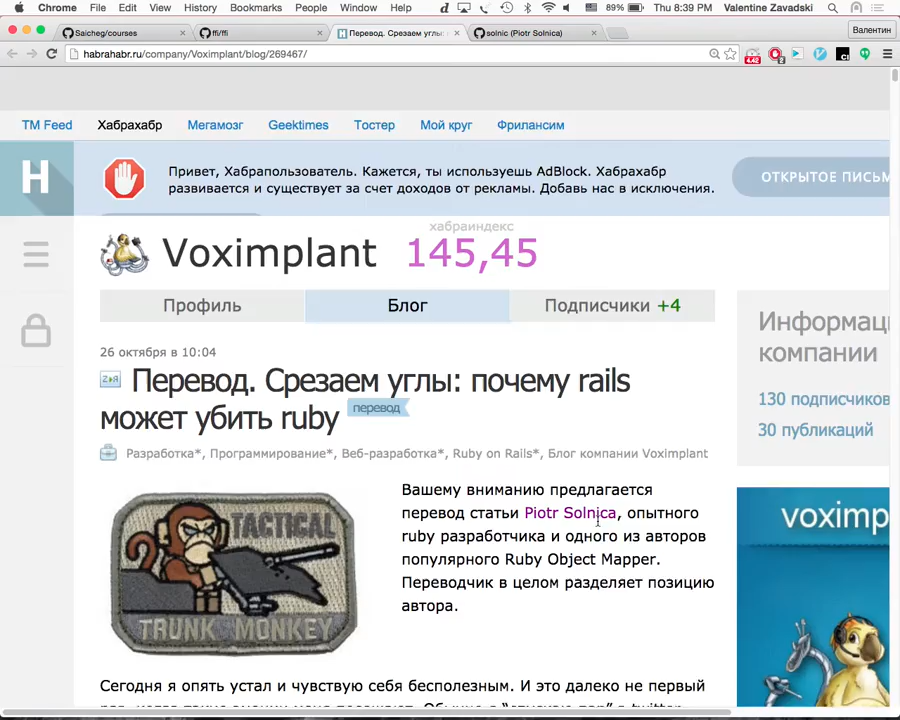 Chrome File Edit View History Bookmarks People Window Help 89% Thu 8:39 PM Valentine Zavadski
Saicheg/courses
ffi/ffi
Перевод. Срезаем углы:
solnic (Piotr Solnica)
Валентин
habrahabr.ru/company/Voximplant/blog/269467/
TM Feed Хабрахабр Мегамозг Geektimes Тостер Мой круг Фрилансим
H
Привет, Хабрапользователь. Кажется, ты используешь AdBlock. Хабрахабр
развивается и существует за счет доходов от рекламы. Добавь нас в исключения.
ОТКРЫТОЕ ПИСЬМ
хабраиндекс
Voximplant 145,45
Профиль Блог Подписчики +4
26 октября в 10:04
Перевод. Срезаем углы: почему rails
может убить ruby перевод
Разработка*, Программирование*, Веб-разработка*, Ruby on Rails*, Блог компании Voximplant
Информаци
компании
130 подписчиков
30 публикаций
TACTICAL
TRUNK MONKEY
Вашему вниманию предлагается
перевод статьи Piotr Solnica, опытного
ruby разработчика и одного из авторов
популярного Ruby Object Mapper.
Переводчик в целом разделяет позицию
автора.
voximp
Сегодня я опять устал и чувствую себя бесполезным. И это далеко не первый